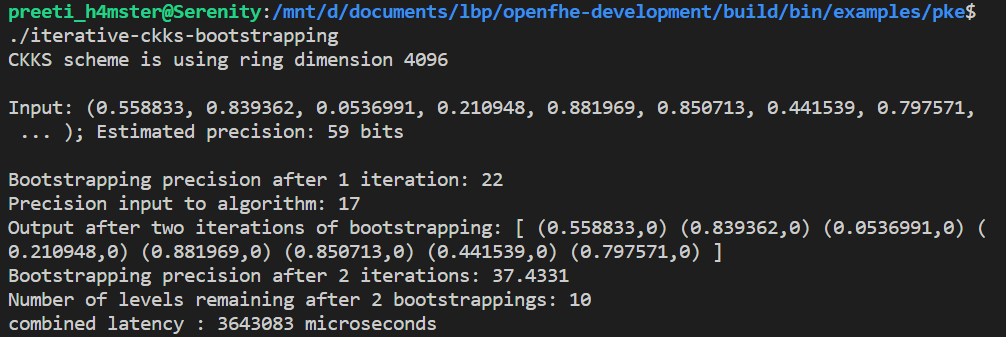 preeti_h4mster@Serenity:/mnt/d/documents/lbp/openfhe-development/build/bin/examples/pke$
./iterative-ckks-bootstrapping
CKKS scheme is using ring dimension 4096
Input: (0.558833, 0.839362, 0.0536991, 0.210948, 0.881969, 0.850713, 0.441539, 0.797571,
 ... ); Estimated precision: 59 bits
Bootstrapping precision after 1 iteration: 22
Precision input to algorithm: 17
Output after two iterations of bootstrapping: [ (0.558833,0) (0.839362,0) (0.0536991,0) (
0.210948,0) (0.881969,0) (0.850713,0) (0.441539,0) (0.797571,0) ]
Bootstrapping precision after 2 iterations: 37.4331
Number of levels remaining after 2 bootstrappings: 10
combined latency : 3643083 microseconds